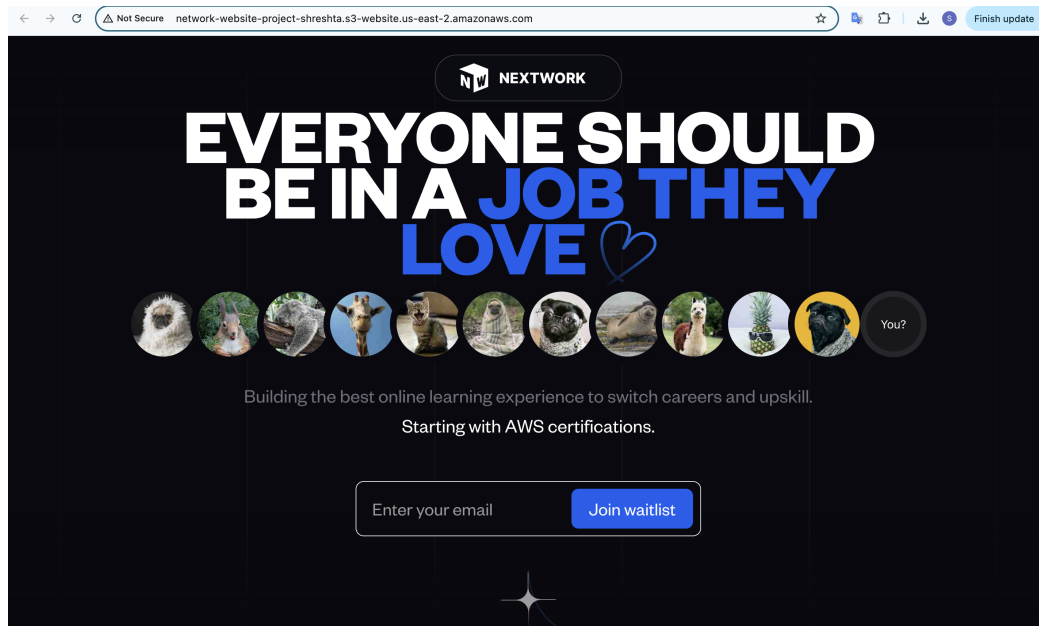 Not Secure network-website-project-shreshta.s3-website.us-east-2.amazonaws.com S Finish update
NW NEXTWORK
EVERYONE SHOULD
BE IN A JOB THEY
LOVE
You?
Building the best online learning experience to switch careers and upskill.
Starting with AWS certifications.
Enter your email Join waitlist